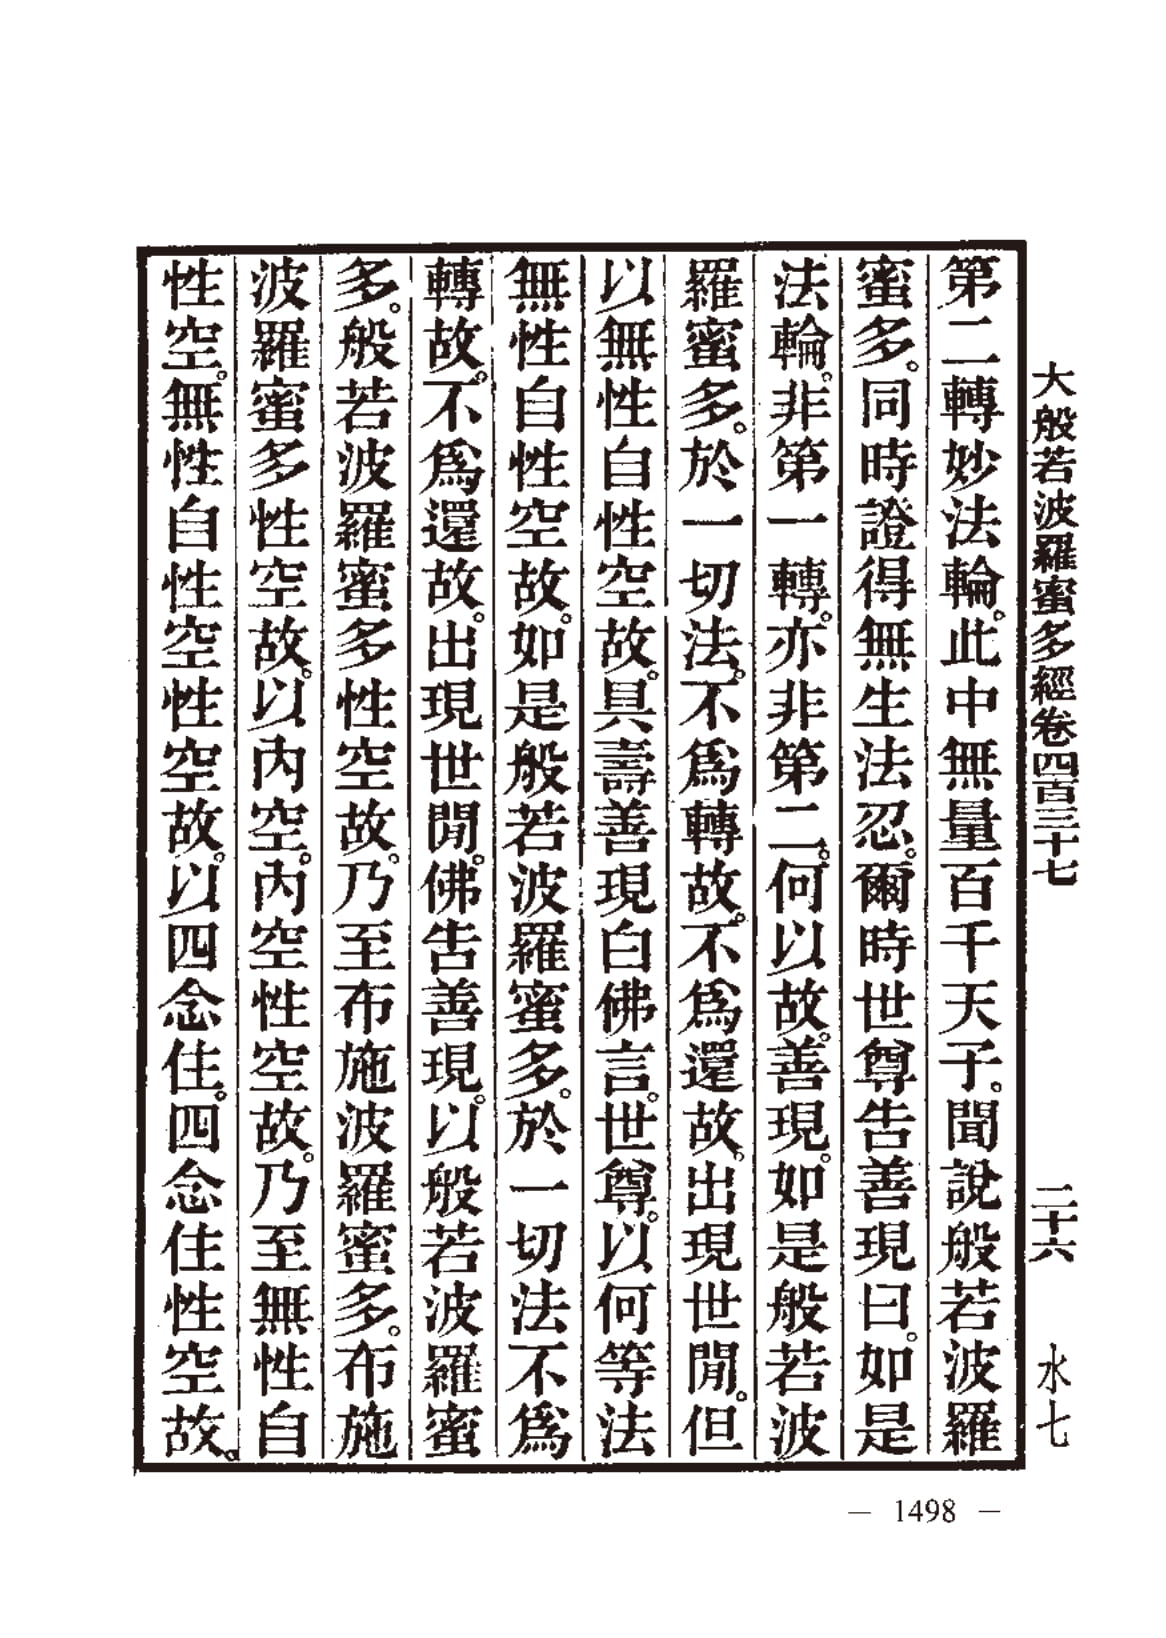 大般若波羅蜜多經卷四百三十七　二十六　水七
第二轉妙法輪。此中無量百千天子。聞說般若波羅
蜜多。同時證得無生法忍。爾時世尊告善現曰。如是
法輪。非第一轉。亦非第二。何以故。善現。如是般若波
羅蜜多。於一切法。不爲轉故。不爲還故。出現世間。但
以無性自性空故。具壽善現白佛言。世尊。以何等法
無性自性空故。如是般若波羅蜜多。於一切法不爲
轉故。不爲還故。出現世間。佛告善現。以般若波羅蜜
多。般若波羅蜜多性空故。乃至布施波羅蜜多。布施
波羅蜜多性空故。以內空。內空性空故。乃至無性自
性空。無性自性空性空故。以四念住。四念住性空故。
— 1498 —